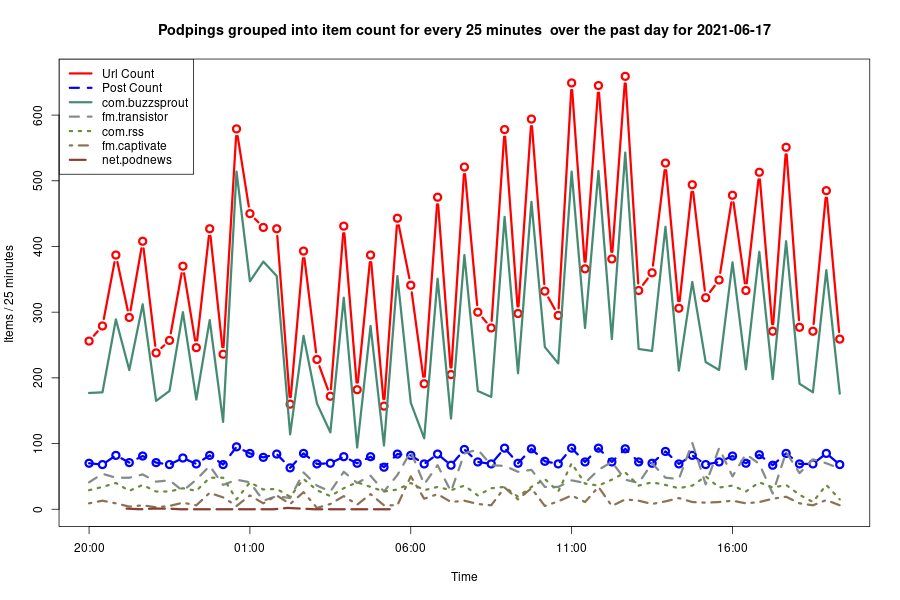 Podpings grouped into item count for every 25 minutes  over the past day for 2021-06-17
Url Count
Post Count
com.buzzsprout
fm.transistor
com.rss
fm.captivate
net.podnews
Items / 25 minutes
600
500
400
300
200
100
0
20:00
01:00
06:00
11:00
16:00
Time